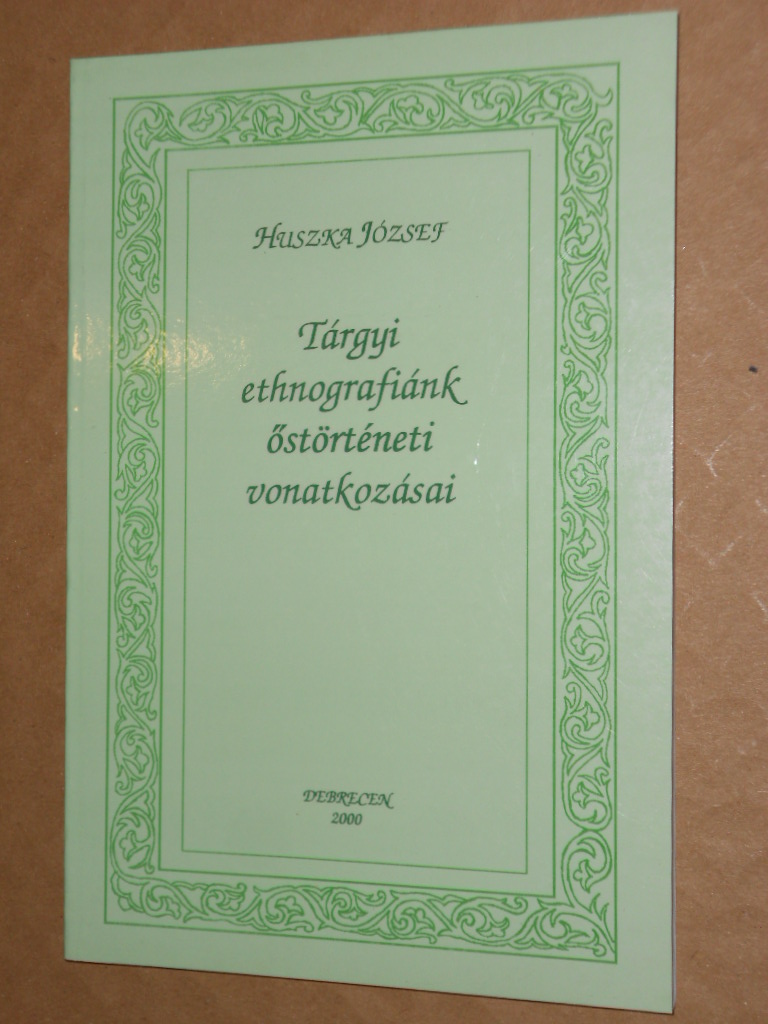 HUSZKA JÓZSEF
Tárgyi
ethnografiánk
őstörténeti
vonatkozásai
DEBRECEN
2000